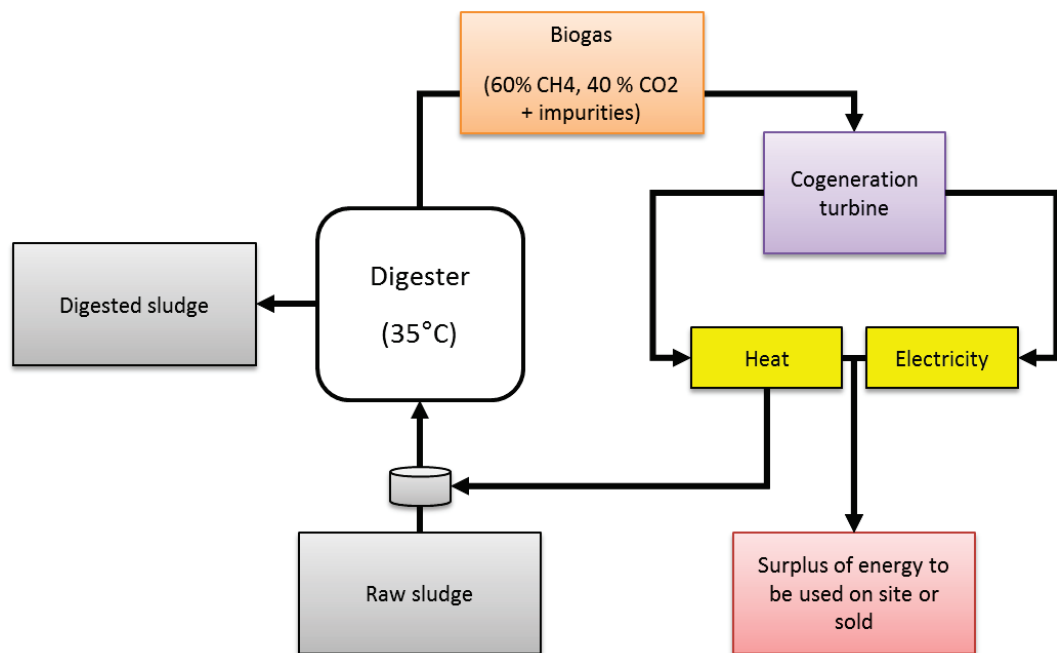 Biogas
(60% CH4, 40 % CO2
+ impurities)
Cogeneration
turbine
Digester
(35°C)
Digested sludge
Heat
Electricity
Raw sludge
Surplus of energy to
be used on site or
sold